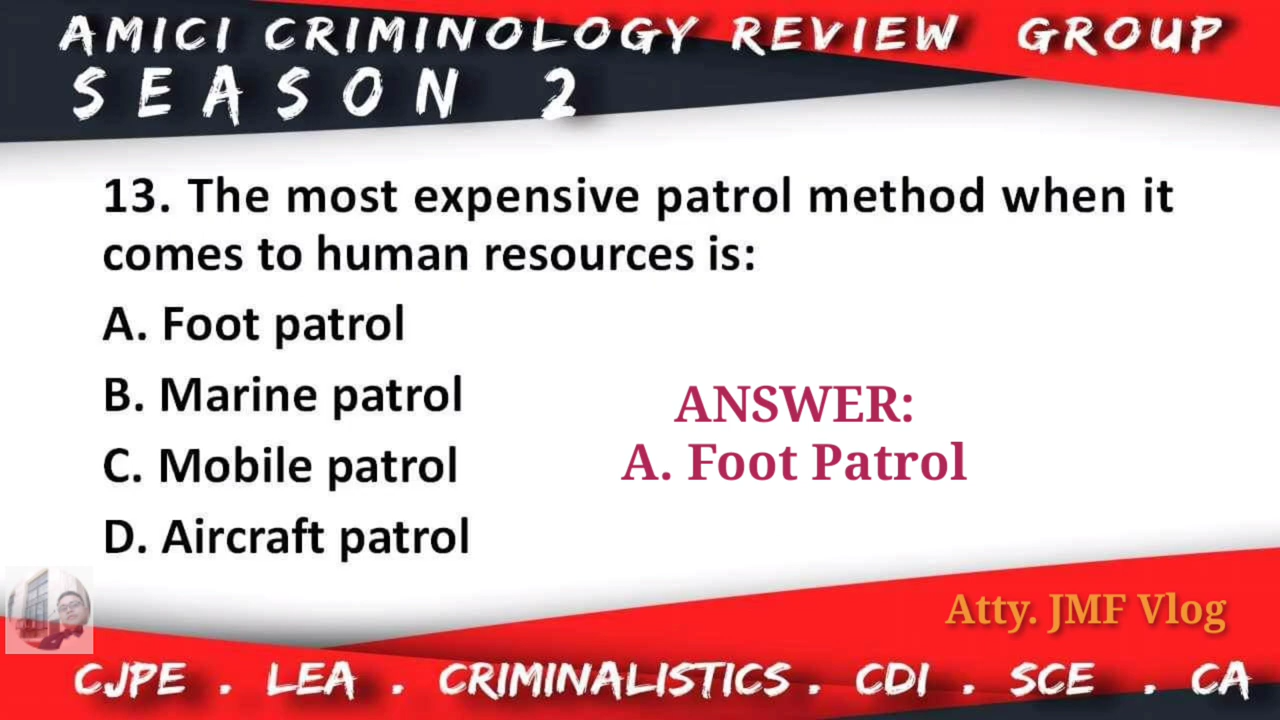 AMICI CRIMINOLOGY REVIEW GROUP
SEASON 2
13. The most expensive patrol method when it
comes to human resources is:
A. Foot patrol
B. Marine patrol
C. Mobile patrol
D. Aircraft patrol
ANSWER:
A. Foot Patrol
Atty. JMF Vlog
CJPE . LEA . CRIMINALISTICS . CDI . SCE . CA